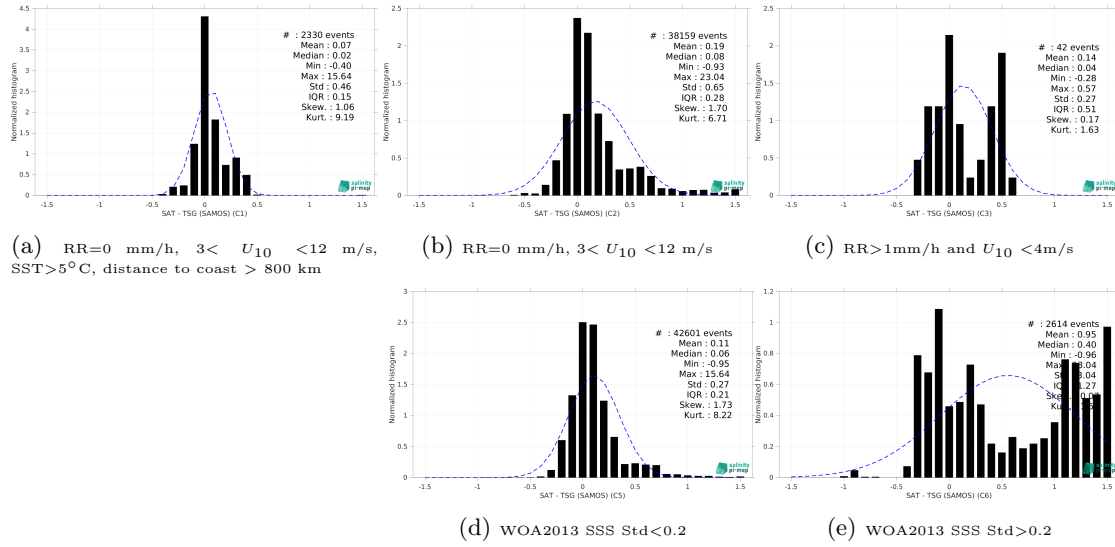 4.5
4
3.5
3
2.5
2
1.5
1
0.5
0
-1.5 -1 -0.5 0 0.5 1 1.5
Normalized histogram
SAT - TSG (SAMOS) (C1)
# : 2330 events
Mean : 0.07
Median : 0.02
Min : -0.40
Max : 15.64
Std : 0.46
IQR : 0.15
Skew. : 1.06
Kurt. : 9.19
salinity
pi-mep
(a) RR=0 mm/h, 3< U10 <12 m/s,
SST>5°C, distance to coast > 800 km
2.5
2
1.5
1
0.5
0
-1.5 -1 -0.5 0 0.5 1 1.5
Normalized histogram
SAT - TSG (SAMOS) (C2)
# : 38159 events
Mean : 0.19
Median : 0.08
Min : -0.93
Max : 23.04
Std : 0.65
IQR : 0.28
Skew. : 1.70
Kurt. : 6.71
salinity
pi-mep
(b) RR=0 mm/h, 3< U10 <12 m/s
2.5
2
1.5
1
0.5
0
-1.5 -1 -0.5 0 0.5 1 1.5
Normalized histogram
SAT - TSG (SAMOS) (C3)
# : 42 events
Mean : 0.14
Median : 0.04
Min : -0.28
Max : 0.57
Std : 0.27
IQR : 0.51
Skew. : 0.17
Kurt. : 1.63
salinity
pi-mep
(c) RR>1mm/h and U10 <4m/s
3
2.5
2
1.5
1
0.5
0
-1.5 -1 -0.5 0 0.5 1 1.5
Normalized histogram
SAT - TSG (SAMOS) (C5)
# : 42601 events
Mean : 0.11
Median : 0.06
Min : -0.95
Max : 15.64
Std : 0.27
IQR : 0.21
Skew. : 1.73
Kurt. : 8.22
salinity
pi-mep
(d) WOA2013 SSS Std<0.2
1.2
1
0.8
0.6
0.4
0.2
0
-1.5 -1 -0.5 0 0.5 1 1.5
Normalized histogram
SAT - TSG (SAMOS) (C6)
# : 2614 events
Mean : 0.95
Median : 0.40
Min : -0.96
salinity
pi-mep
(e) WOA2013 SSS Std>0.2